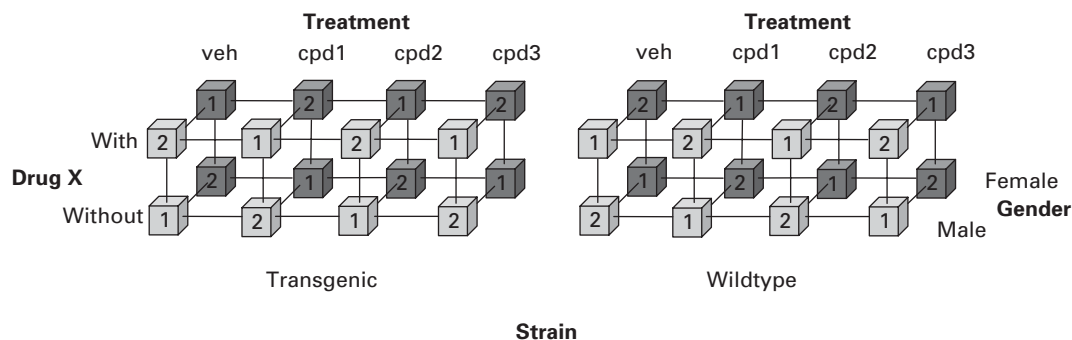 Treatment Treatment
veh cpd1 cpd2 cpd3 veh cpd1 cpd2 cpd3
1 2 1 2 2 1 2 1
With 2 1 2 1 1 2 1 2
Drug X 2 1 2 1 1 2 1 2 Female
Without 1 2 1 2 2 1 2 1 Gender
Male
Transgenic Wildtype
Strain